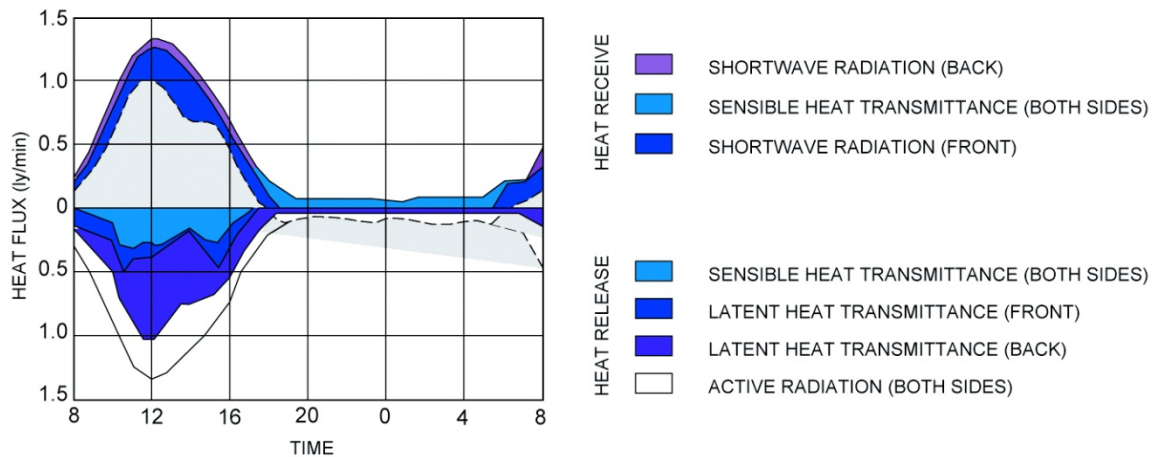 HEAT FLUX (ly/min)
1.5
1.0
0.5
0
0.5
1.0
1.5
8
12
16
20
0
4
8
TIME
HEAT RECEIVE
SHORTWAVE RADIATION (BACK)
SENSIBLE HEAT TRANSMITTANCE (BOTH SIDES)
SHORTWAVE RADIATION (FRONT)
HEAT RELEASE
SENSIBLE HEAT TRANSMITTANCE (BOTH SIDES)
LATENT HEAT TRANSMITTANCE (FRONT)
LATENT HEAT TRANSMITTANCE (BACK)
ACTIVE RADIATION (BOTH SIDES)